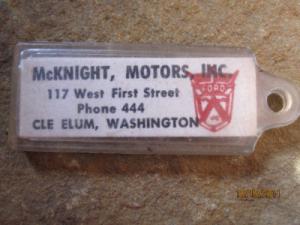 McKNIGHT, MOTORS, INC.
117 West First Street
Phone 444
CLE ELUM, WASHINGTON
FORD